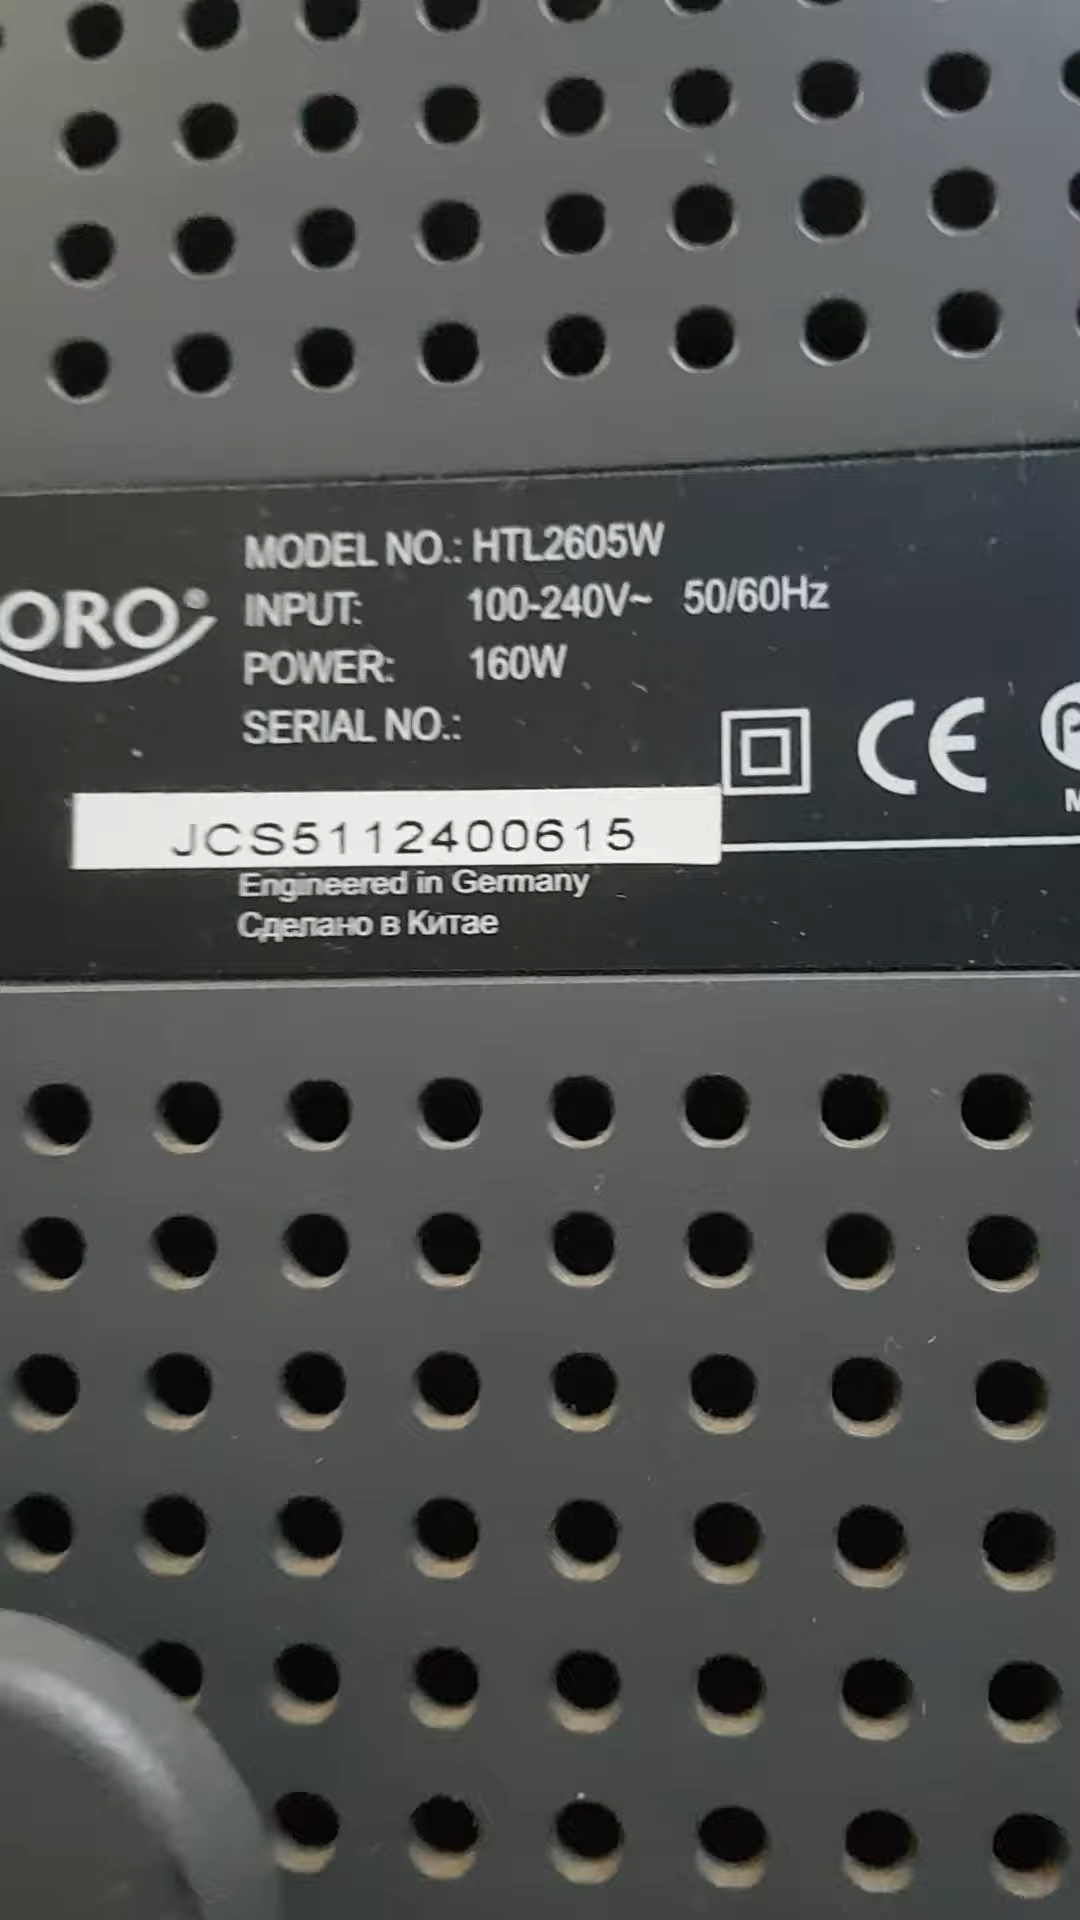 MODEL NO.: HTL2605W
ORO®
INPUT: 100-240V~ 50/60Hz
POWER: 160W
SERIAL NO.:
CE
JCS5112400615
Engineered in Germany
Сделано в Китае